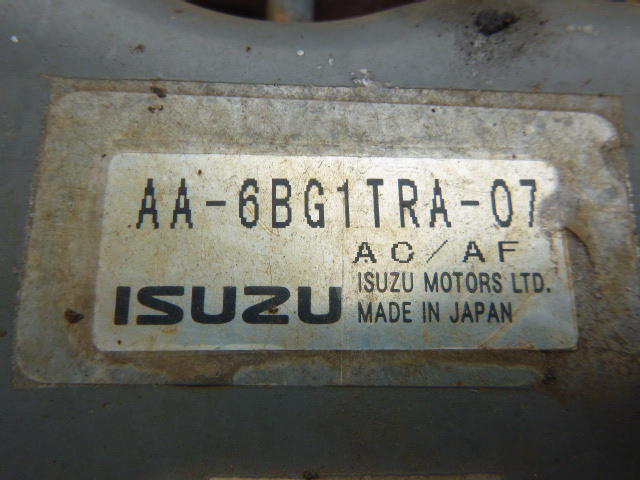 AA-6BG1TRA-07
AC/AF
ISUZU
ISUZU MOTORS LTD.
MADE IN JAPAN